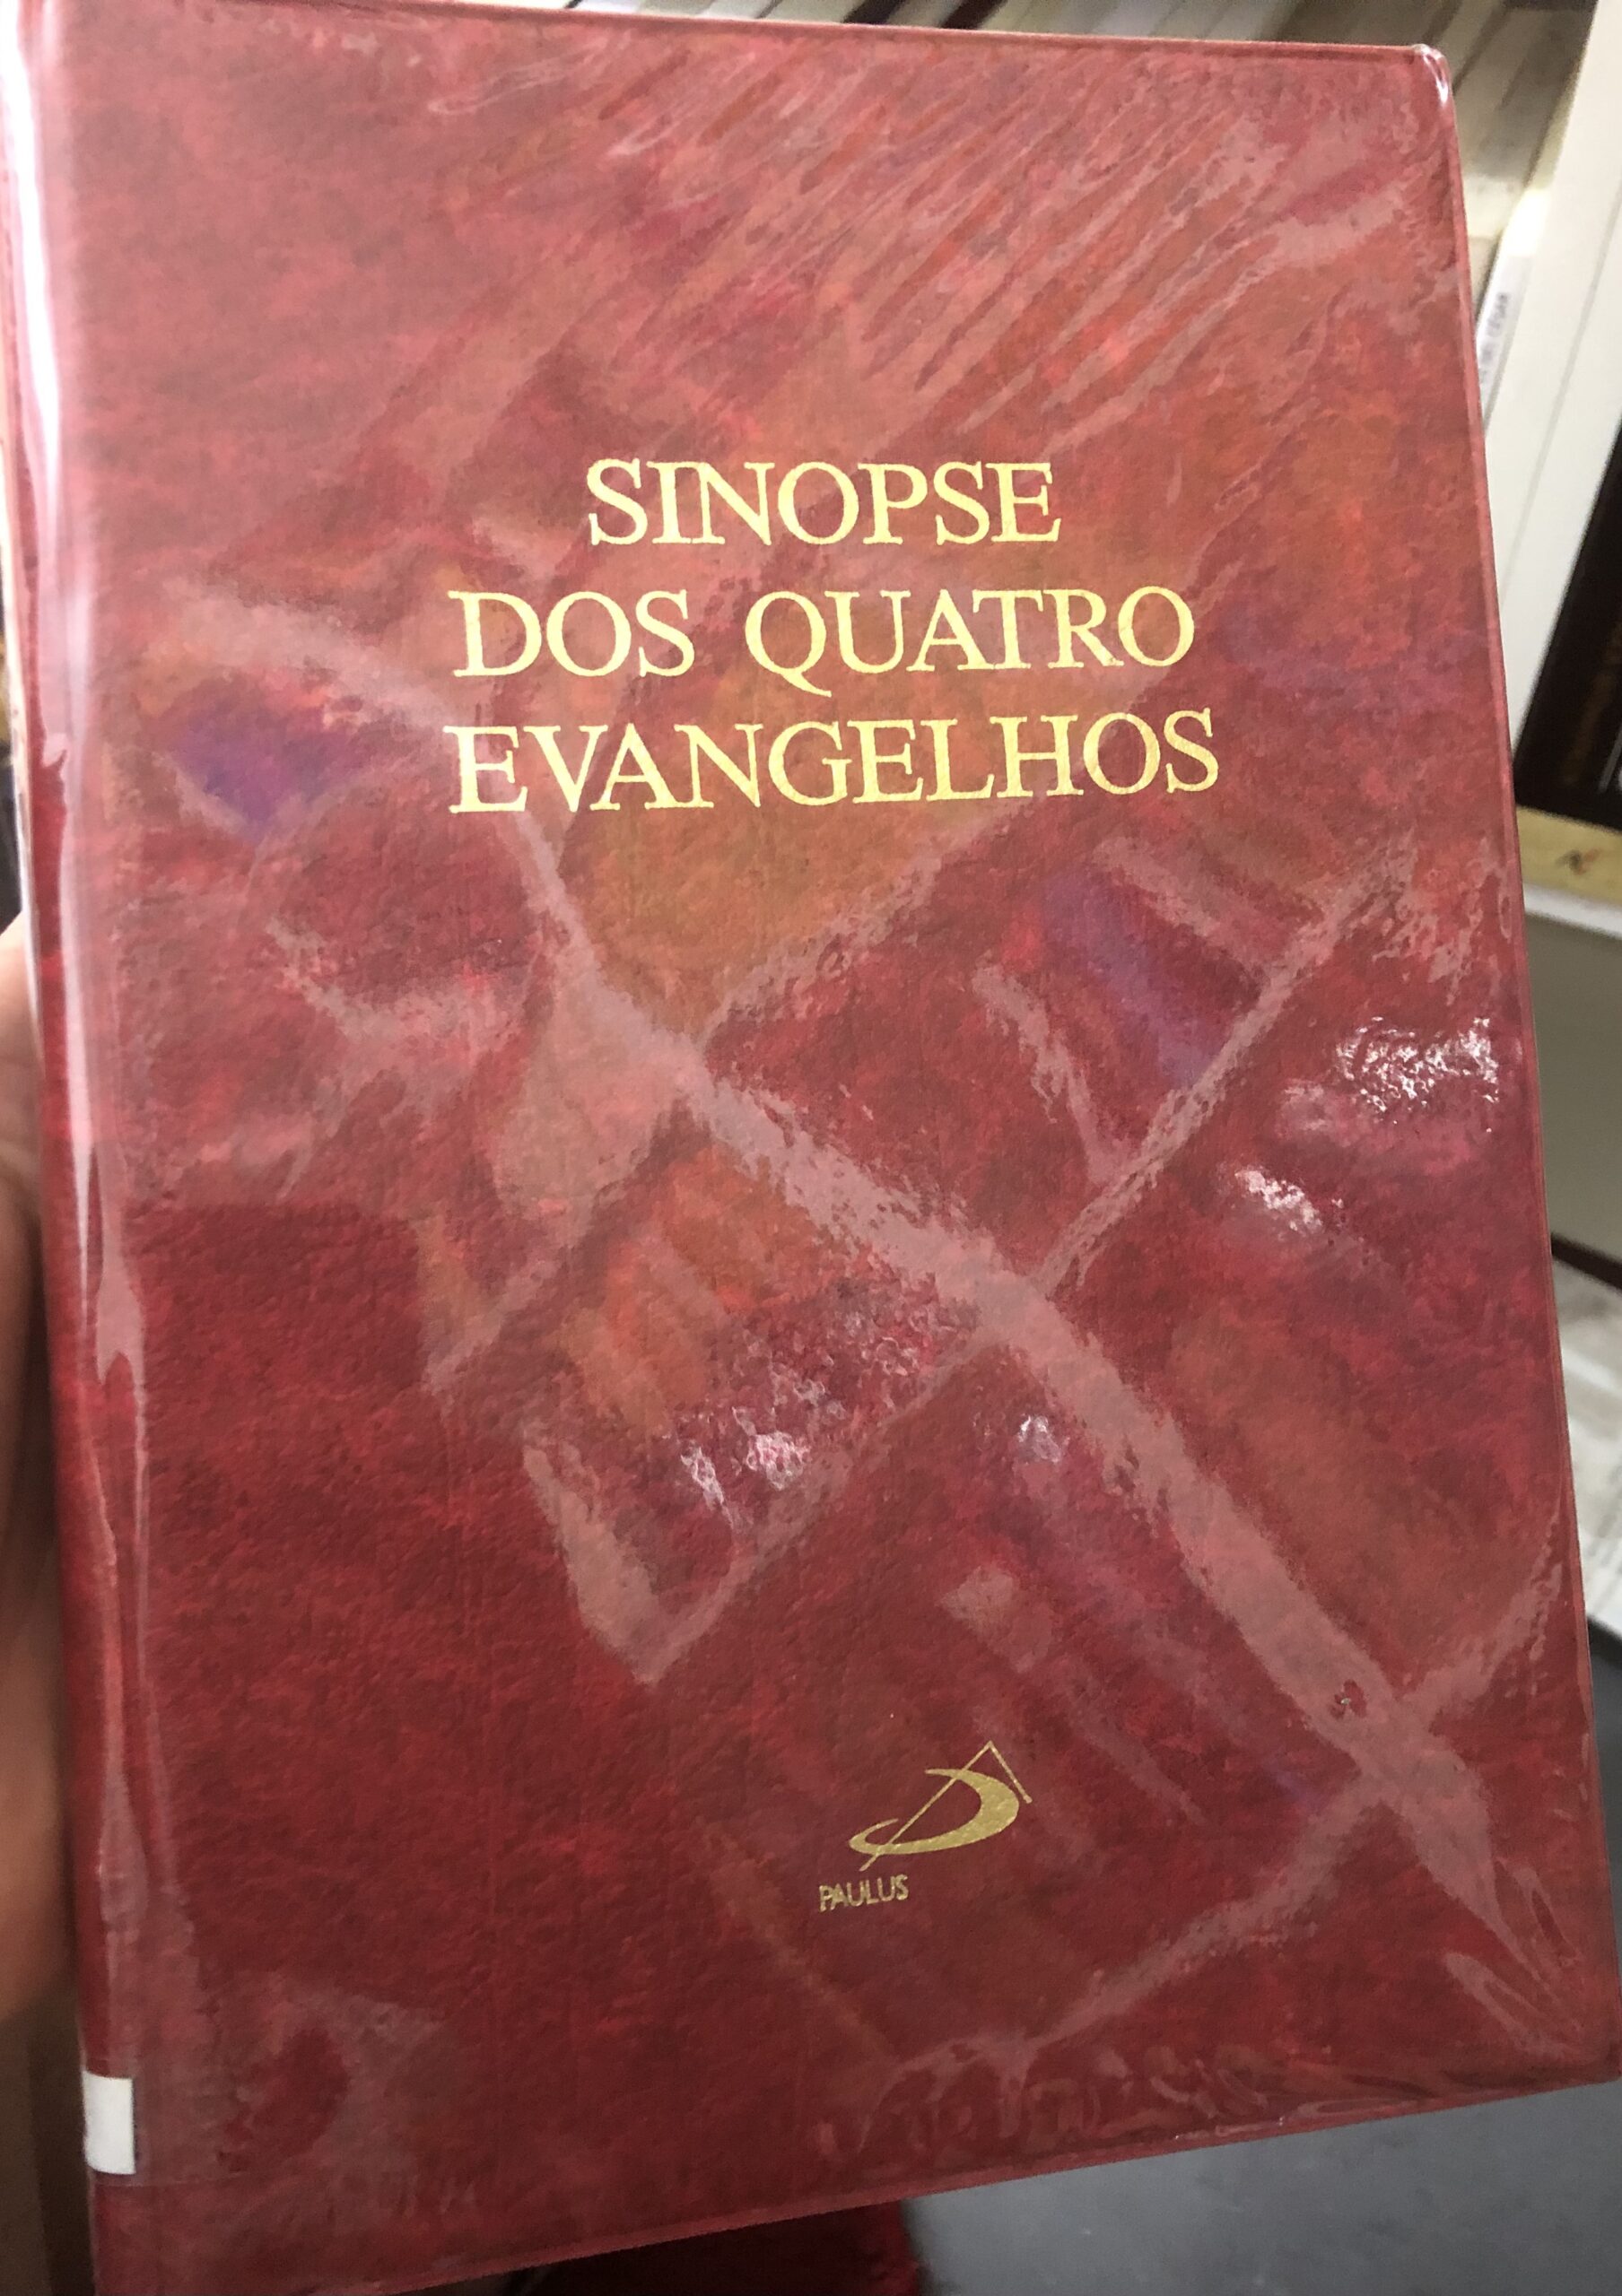 SINOPSE
DOS QUATRO
EVANGELHOS
PAULUS